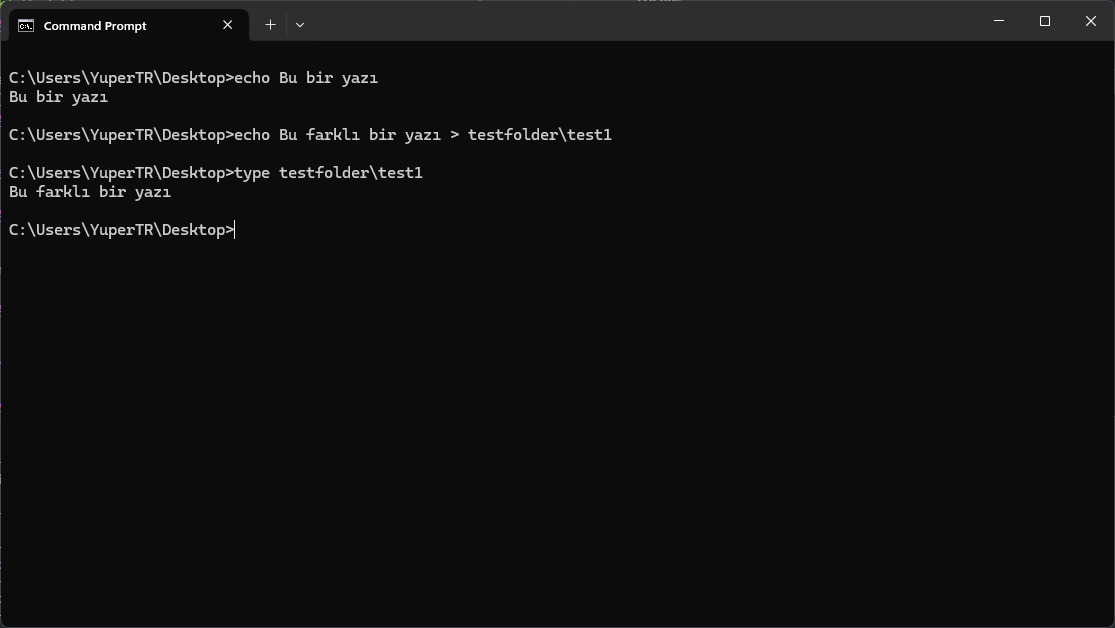 Command Prompt
C:\Users\YuperTR\Desktop>echo Bu bir yazı
Bu bir yazı
C:\Users\YuperTR\Desktop>echo Bu farklı bir yazı > testfolder\test1
C:\Users\YuperTR\Desktop>type testfolder\test1
Bu farklı bir yazı
C:\Users\YuperTR\Desktop>